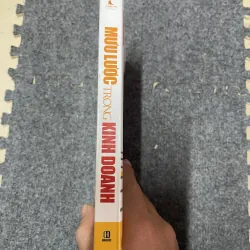 MƯU LƯỢC
TRONG
KINH DOANH